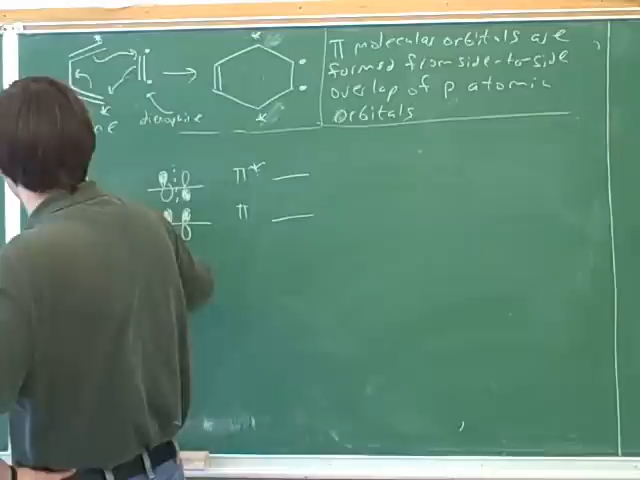 π molecular orbitals are
formed from side-to-side
overlap of p atomic
orbitals
dienophile
π*
π